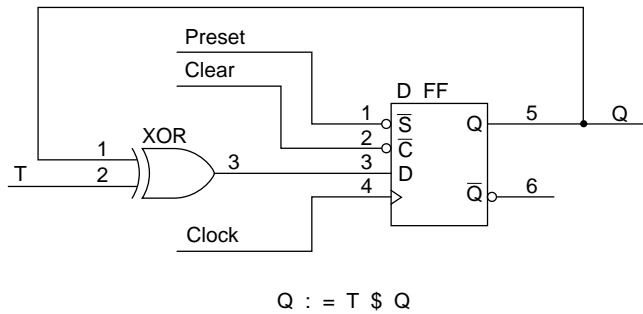 Preset
Clear
D FF
1 S̅ Q 5 Q
XOR
2 C̅
1
3 3 D
T 2
4 Q̅ 6
Clock
Q : = T $ Q